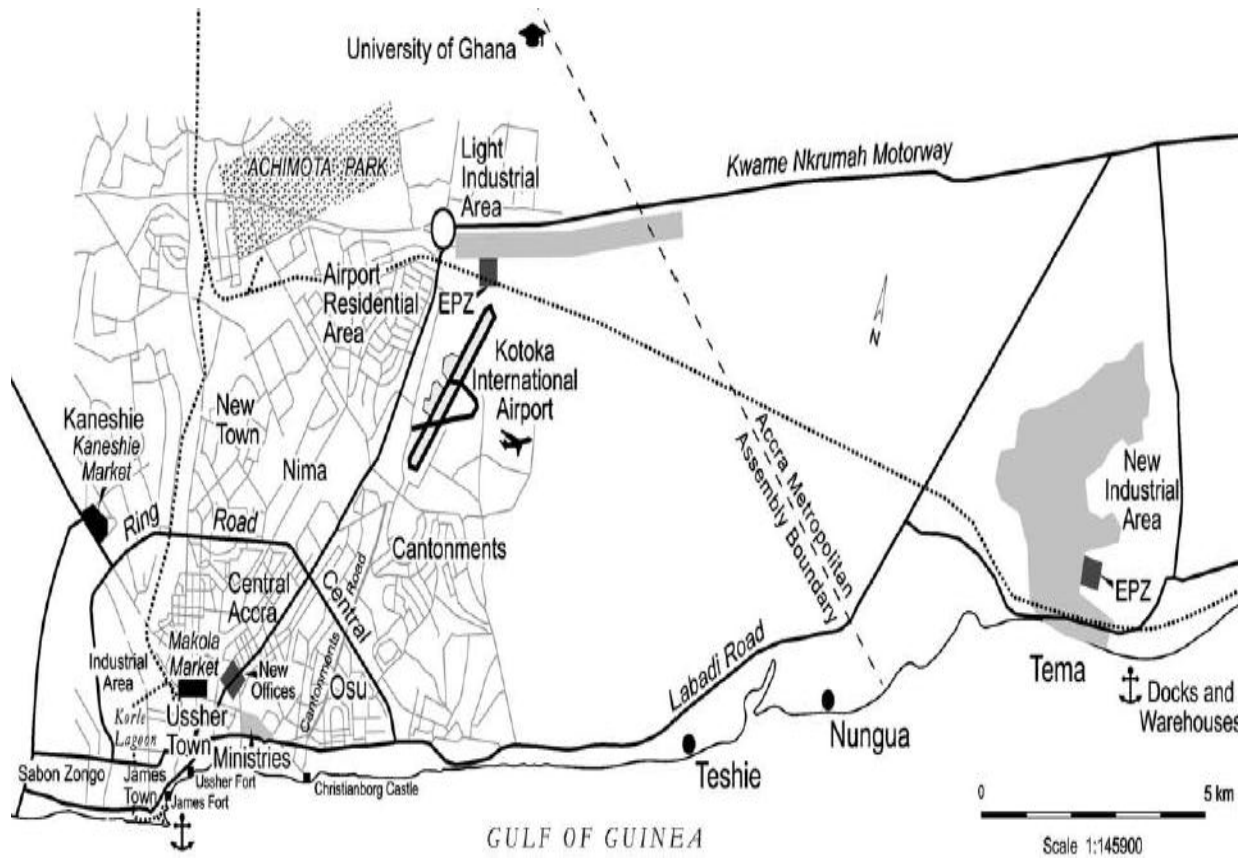 University of Ghana
ACHIMOTA PARK
Light
Industrial
Area
Kwame Nkrumah Motorway
Airport
Residential
Area
EPZ
N
Kotoka
International
Airport
Kaneshie
Kaneshie
Market
New
Town
Nima
Ring Road Central
Cantonments
Accra Metropolitan
Assembly Boundary
New
Industrial
Area
EPZ
Central
Accra
Cantonments Road
Makola
Market
Industrial
Area
New
Offices
Osu
Labadi Road
Tema
Docks and
Warehouses
Korle
Lagoon
Ussher
Town
Nungua
Ministries
Teshie
Sabon Zongo
James
Town
Ussher Fort
Christianborg Castle
James Fort
0 5 km
Scale 1:145900
GULF OF GUINEA